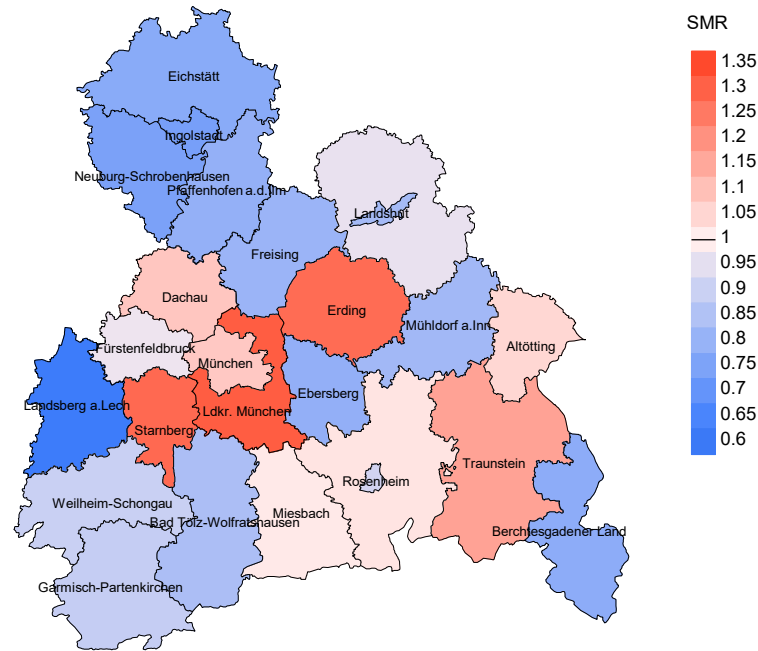 SMR
1.35
1.3
1.25
1.2
1.15
1.1
1.05
1
0.95
0.9
0.85
0.8
0.85
0.7
0.65
0.6
Eichstätt
Ingolstadt
Neuburg-Schrobenhausen
Pfaffenhofen a.d.Ilm
Landshut
Freising
Dachau
Erding
Mühldorf a.Inn
Fürstenfeldbruck
Altötting
München
Ebersberg
Landsberg a.Lech
Ldkr. München
Starnberg
Traunstein
Rosenheim
Weilheim-Schongau
Miesbach
Bad Tölz-Wolfratshausen
Berchtesgadener Land
Garmisch-Partenkirchen